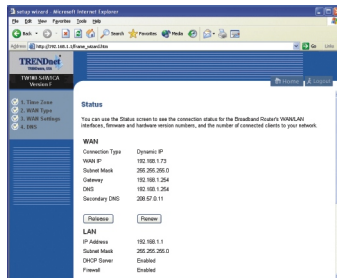 setup wizard - Microsoft Internet Explorer
File Edit View Favorites Tools Help
Back Search Favorites Media
Address http://192.168.1.1/frame_wizard.htm Go Links
TRENDnet
TRENDware, USA
TW100-S4W1CA
Version F
Home Logout
1. Time Zone
2. WAN Type
3. WAN Settings
4. DNS
Status
You can use the Status screen to see the connection status for the Broadband Router's WAN/LAN
interfaces, firmware and hardware version numbers, and the number of connected clients to your network.
WAN
Connection Type Dynamic IP
WAN IP 192.168.1.73
Subnet Mask 255.255.255.0
Gateway 192.168.1.254
DNS 192.168.1.254
Secondary DNS 208.57.0.11
Release Renew
LAN
IP Address 192.168.1.1
Subnet Mask 255.255.255.0
DHCP Server Enabled
Firewall Enabled